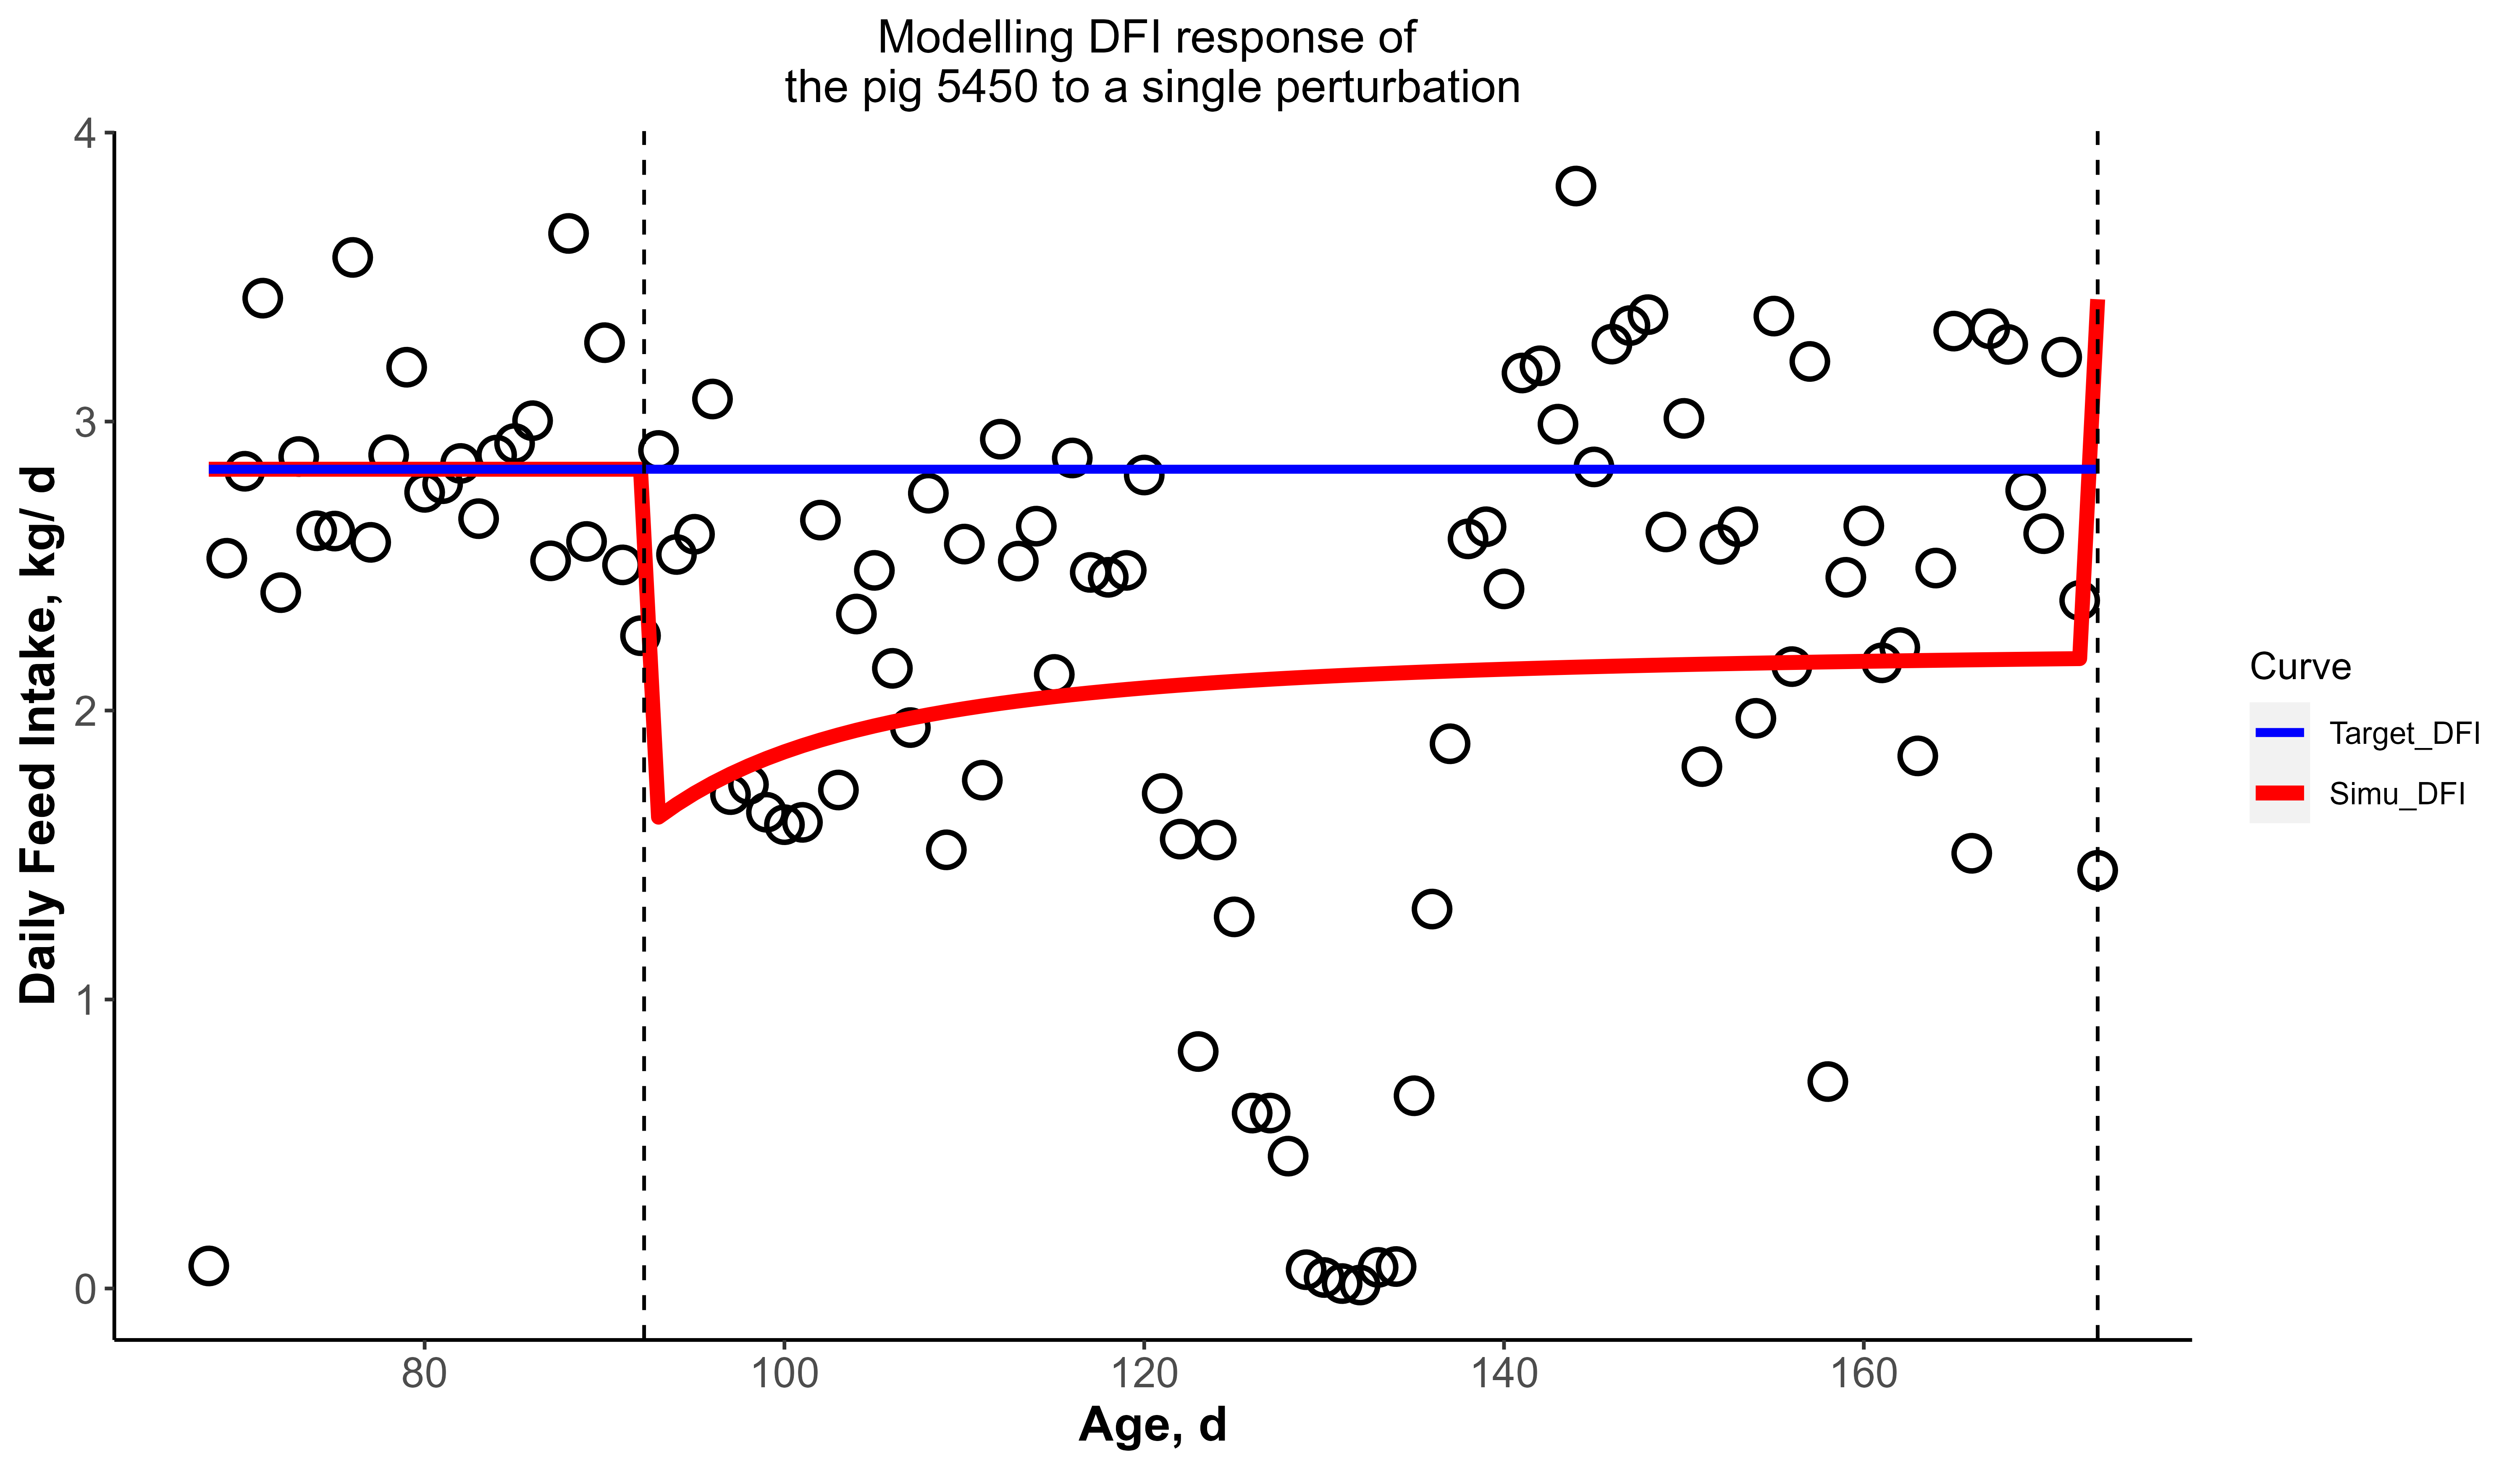 Modelling DFI response of
the pig 5450 to a single perturbation
4
3
2
1
0
Daily Feed Intake, kg/ d
80
100
120
140
160
Age, d
Curve
Target_DFI
Simu_DFI